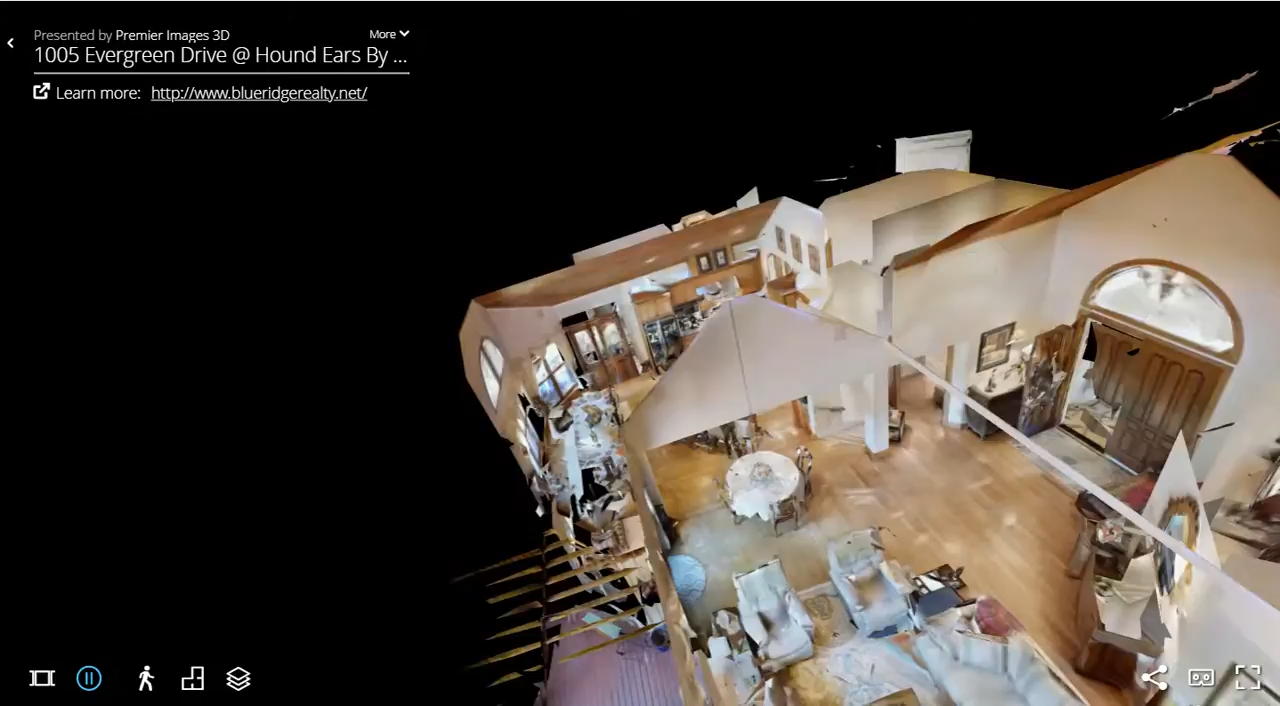 Presented by Premier Images 3D
More
1005 Evergreen Drive @ Hound Ears By ...
Learn more: http://www.blueridgerealty.net/